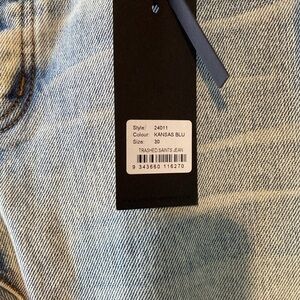 Style: 24011
Colour: KANSAS BLU
Size: 30
TRASHED SAINTS JEAN
9 343660 116270